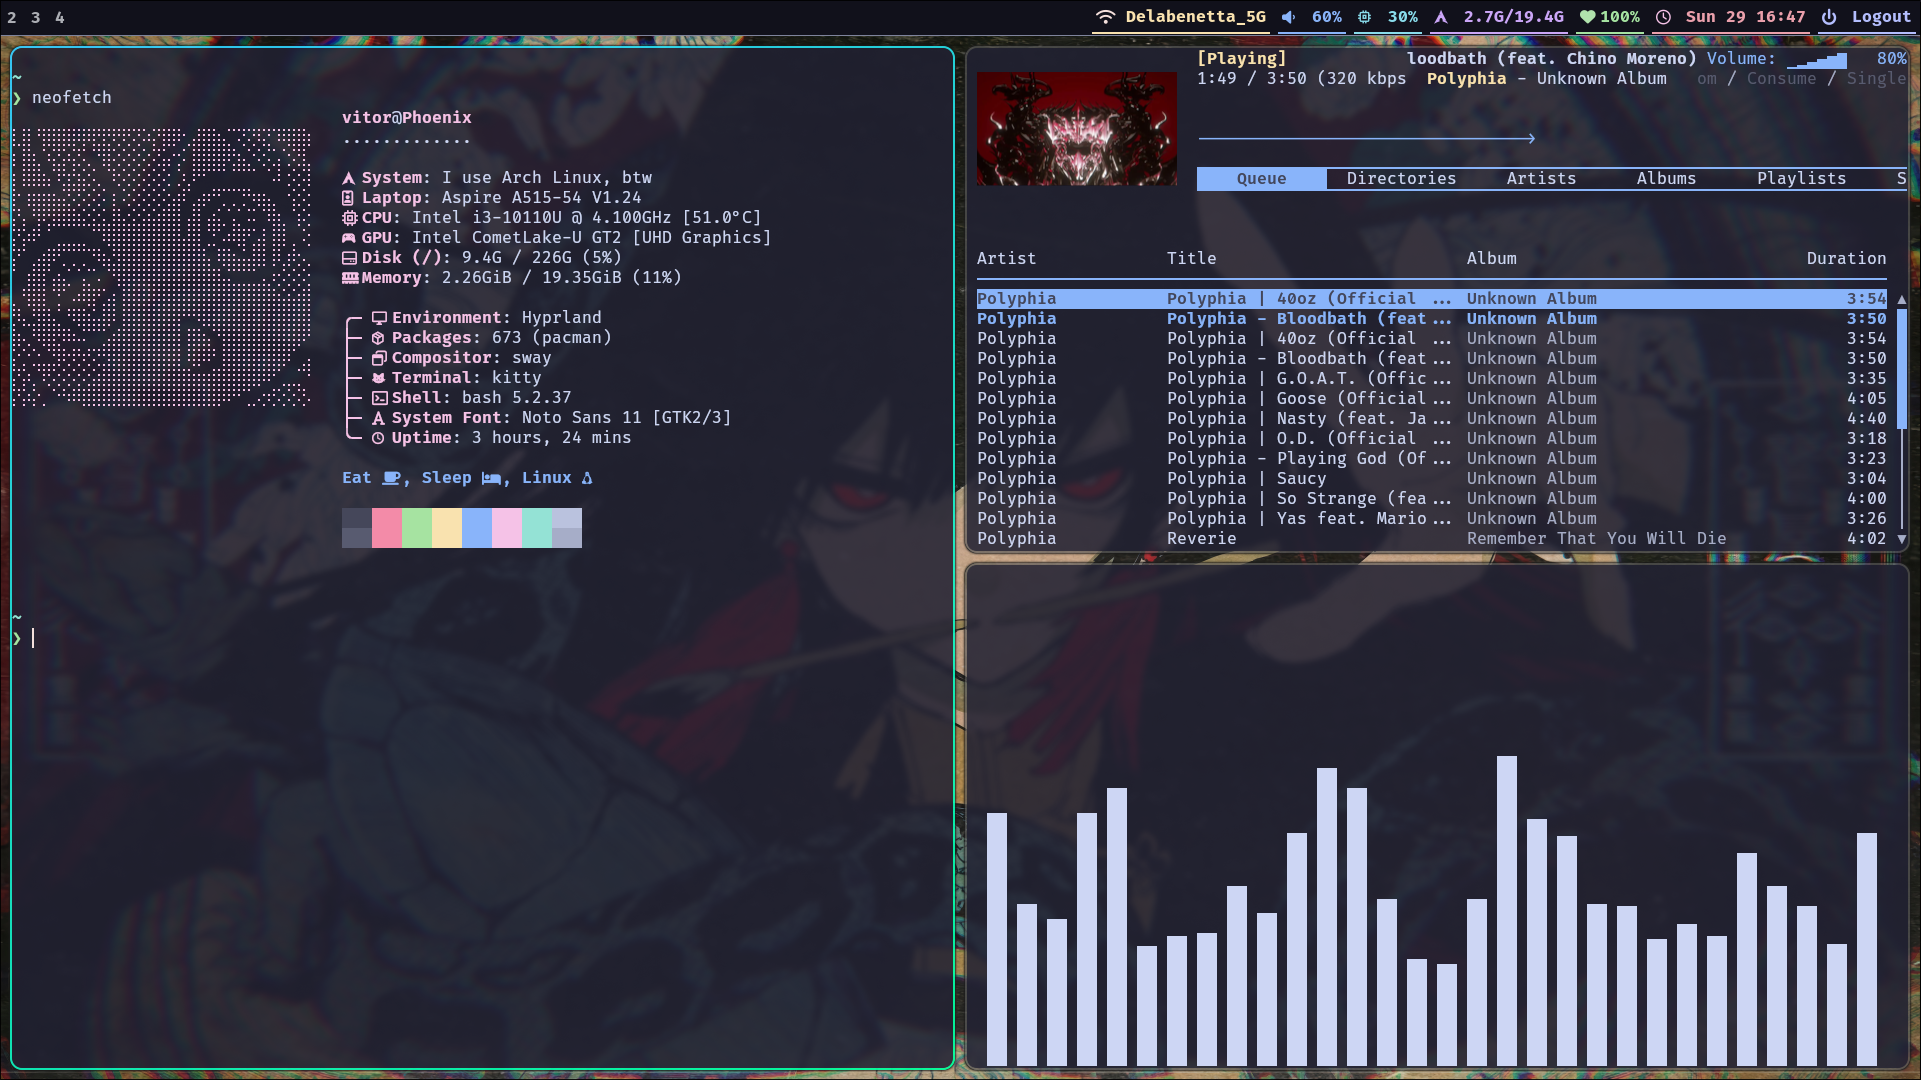 2 3 4 Delabenetta_5G 60% 30% 2.7G/19.4G 100% Sun 29 16:47 Logout
~
❯ neofetch
vitor@Phoenix
.............
System: I use Arch Linux, btw
Laptop: Aspire A515-54 V1.24
CPU: Intel i3-10110U @ 4.100GHz [51.0°C]
GPU: Intel CometLake-U GT2 [UHD Graphics]
Disk (/): 9.4G / 226G (5%)
Memory: 2.26GiB / 19.35GiB (11%)
Environment: Hyprland
Packages: 673 (pacman)
Compositor: sway
Terminal: kitty
Shell: bash 5.2.37
System Font: Noto Sans 11 [GTK2/3]
Uptime: 3 hours, 24 mins
Eat , Sleep , Linux
~
❯
[Playing] loodbath (feat. Chino Moreno) Volume: 80%
1:49 / 3:50 (320 kbps Polyphia - Unknown Album om / Consume / Single
Queue Directories Artists Albums Playlists S
Artist Title Album Duration
Polyphia Polyphia | 40oz (Official ... Unknown Album 3:54
Polyphia Polyphia - Bloodbath (feat... Unknown Album 3:50
Polyphia Polyphia | 40oz (Official ... Unknown Album 3:54
Polyphia Polyphia - Bloodbath (feat... Unknown Album 3:50
Polyphia Polyphia | G.O.A.T. (Offic... Unknown Album 3:35
Polyphia Polyphia | Goose (Official... Unknown Album 4:05
Polyphia Polyphia | Nasty (feat. Ja... Unknown Album 4:40
Polyphia Polyphia | O.D. (Official ... Unknown Album 3:18
Polyphia Polyphia - Playing God (Of... Unknown Album 3:23
Polyphia Polyphia | Saucy Unknown Album 3:04
Polyphia Polyphia | So Strange (fea... Unknown Album 4:00
Polyphia Polyphia | Yas feat. Mario... Unknown Album 3:26
Polyphia Reverie Remember That You Will Die 4:02